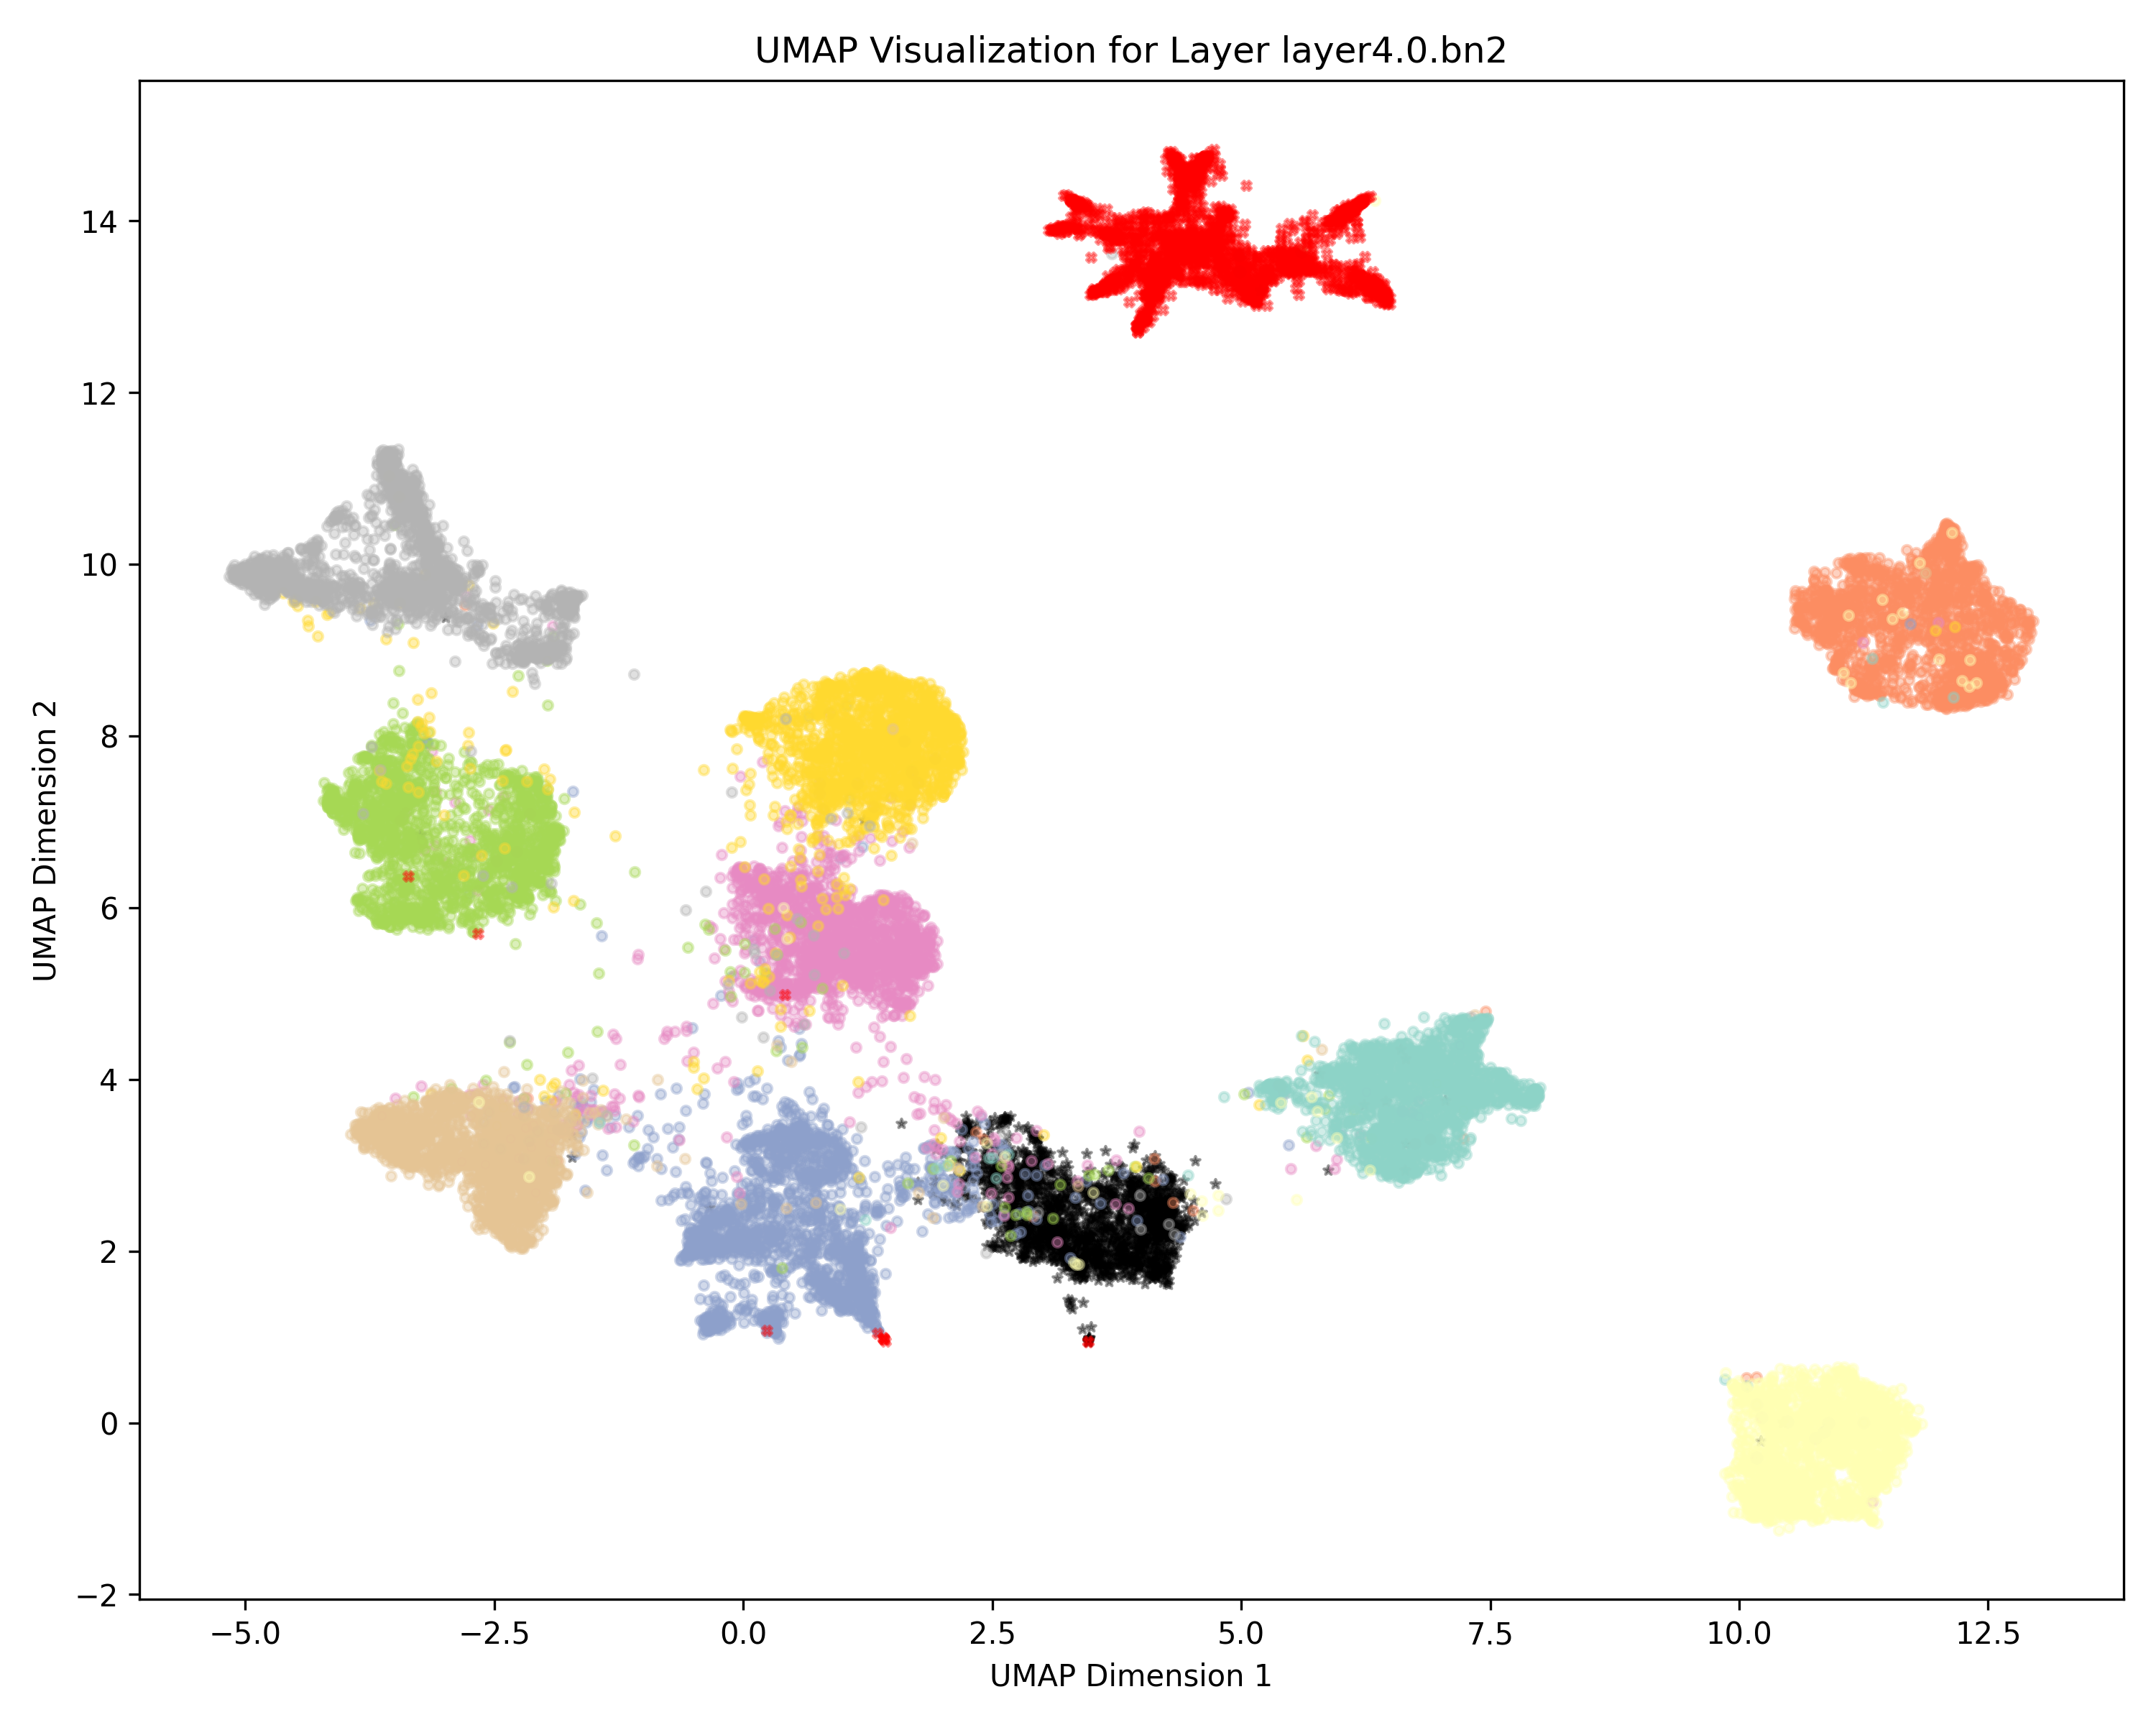 UMAP Visualization for Layer layer4.0.bn2
UMAP Dimension 2
14
12
10
8
6
4
2
0
−2
−5.0 −2.5 0.0 2.5 5.0 7.5 10.0 12.5
UMAP Dimension 1